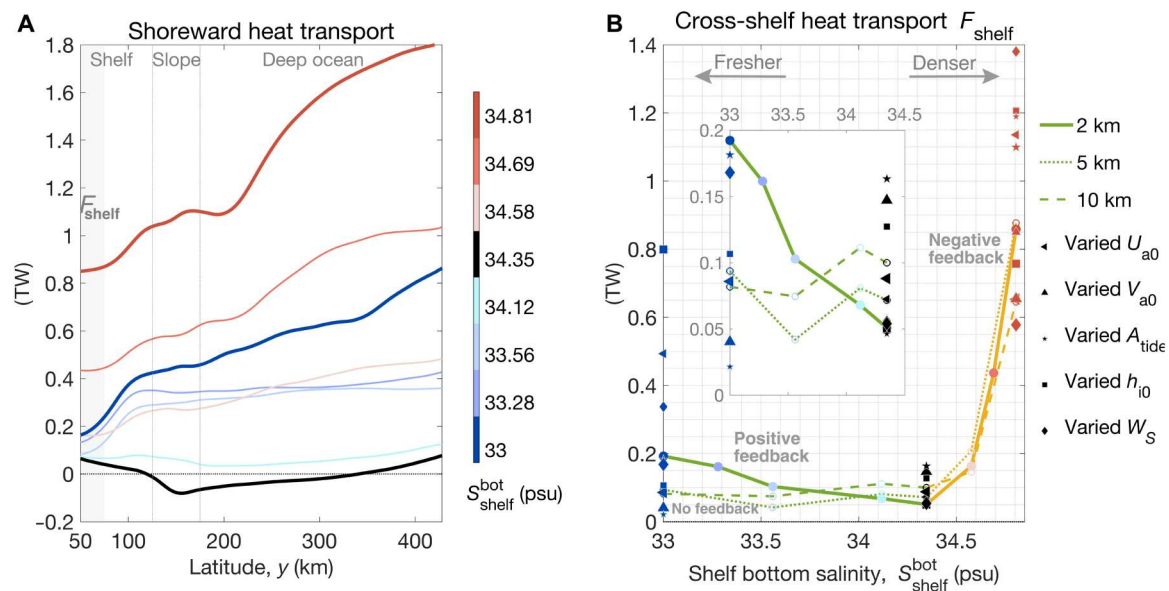 A
Shoreward heat transport
1.8
1.6
1.4
1.2
1
0.8
0.6
0.4
0.2
0
−0.2
(TW)
Shelf
Slope
Deep ocean
Fshelf
50
100
200
300
400
Latitude, y (km)
34.81
34.69
34.58
34.35
34.12
33.56
33.28
33
S bot shelf (psu)
B
Cross-shelf heat transport Fshelf
1.4
1.2
1
0.8
0.6
0.4
0.2
0
(TW)
Fresher
Denser
33
33.5
34
34.5
0.2
0.15
0.1
0.05
0
Negative
feedback
Positive
feedback
No feedback
33
33.5
34
34.5
Shelf bottom salinity, S bot shelf (psu)
2 km
5 km
10 km
Varied Ua0
Varied Va0
Varied Atide
Varied hi0
Varied WS